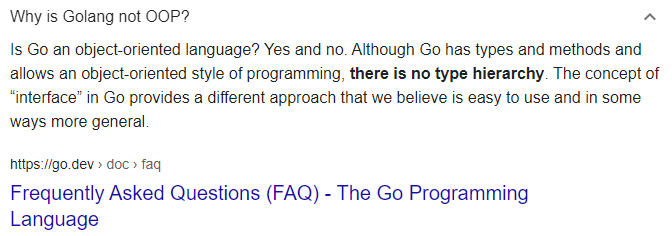 Why is Golang not OOP?
Is Go an object-oriented language? Yes and no. Although Go has types and methods and
allows an object-oriented style of programming, there is no type hierarchy. The concept of
“interface” in Go provides a different approach that we believe is easy to use and in some
ways more general.
https://go.dev › doc › faq
Frequently Asked Questions (FAQ) - The Go Programming
Language